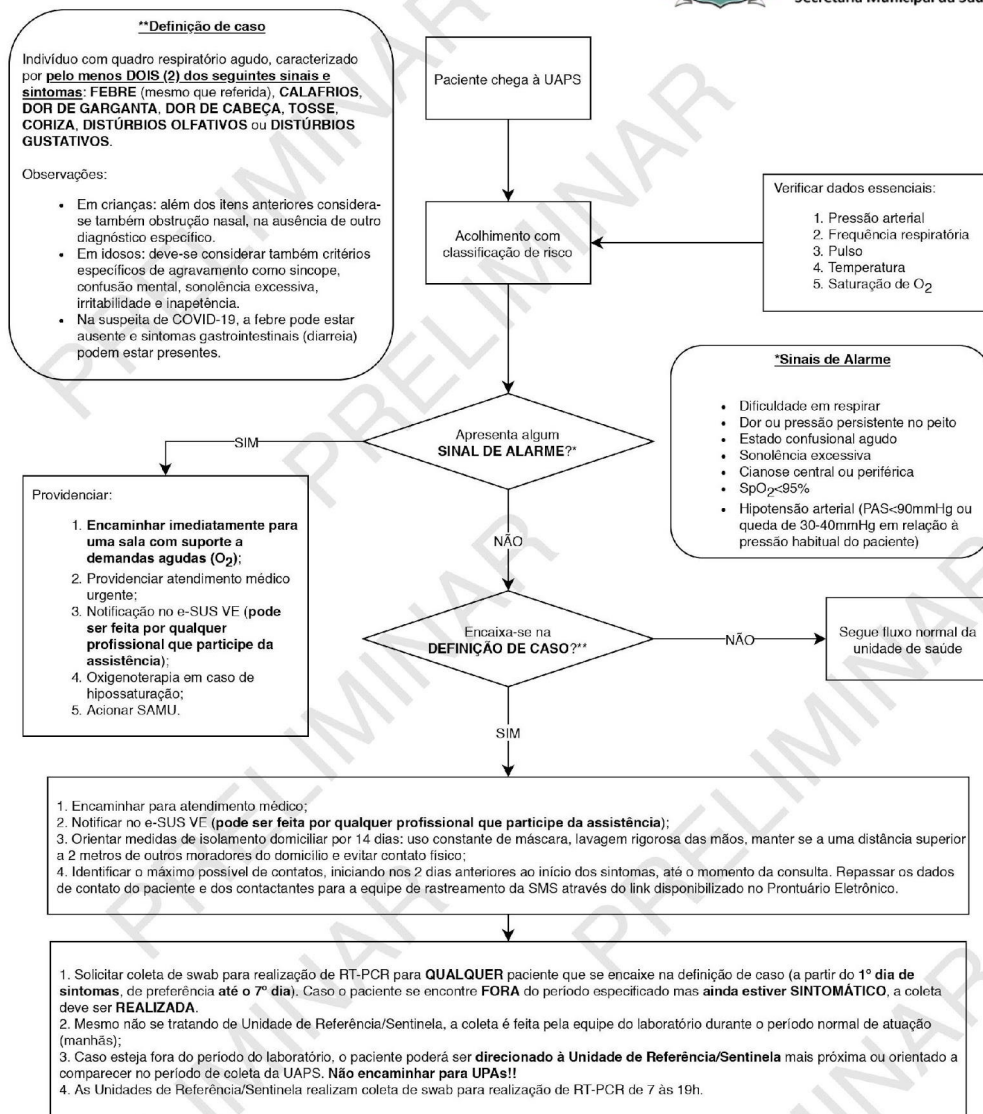 Secretaria Municipal da Saú
**Definição de caso
Indivíduo com quadro respiratório agudo, caracterizado
por pelo menos DOIS (2) dos seguintes sinais e
sintomas: FEBRE (mesmo que referida), CALAFRIOS,
DOR DE GARGANTA, DOR DE CABEÇA, TOSSE,
CORIZA, DISTÚRBIOS OLFATIVOS ou DISTÚRBIOS
GUSTATIVOS.
Observações:
• Em crianças: além dos itens anteriores considera-
se também obstrução nasal, na ausência de outro
diagnóstico específico.
• Em idosos: deve-se considerar também critérios
específicos de agravamento como sincope,
confusão mental, sonolência excessiva,
irritabilidade e inapetência.
• Na suspeita de COVID-19, a febre pode estar
ausente e sintomas gastrointestinais (diarreia)
podem estar presentes.
Paciente chega à UAPS
Acolhimento com
classificação de risco
Verificar dados essenciais:
1. Pressão arterial
2. Frequência respiratória
3. Pulso
4. Temperatura
5. Saturação de O2
*Sinais de Alarme
• Dificuldade em respirar
• Dor ou pressão persistente no peito
• Estado confusional agudo
• Sonolência excessiva
• Cianose central ou periférica
• SpO2<95%
• Hipotensão arterial (PAS<90mmHg ou
queda de 30-40mmHg em relação à
pressão habitual do paciente)
Apresenta algum
SINAL DE ALARME?*
SIM
Providenciar:
1. Encaminhar imediatamente para
uma sala com suporte a
demandas agudas (O2);
2. Providenciar atendimento médico
urgente;
3. Notificação no e-SUS VE (pode
ser feita por qualquer
profissional que participe da
assistência);
4. Oxigenoterapia em caso de
hipossaturação;
5. Acionar SAMU.
NÃO
Encaixa-se na
DEFINIÇÃO DE CASO?**
NÃO
Segue fluxo normal da
unidade de saúde
SIM
1. Encaminhar para atendimento médico;
2. Notificar no e-SUS VE (pode ser feita por qualquer profissional que participe da assistência);
3. Orientar medidas de isolamento domiciliar por 14 dias: uso constante de máscara, lavagem rigorosa das mãos, manter se a uma distância superior
a 2 metros de outros moradores do domicílio e evitar contato físico;
4. Identificar o máximo possível de contatos, iniciando nos 2 dias anteriores ao início dos sintomas, até o momento da consulta. Repassar os dados
de contato do paciente e dos contactantes para a equipe de rastreamento da SMS através do link disponibilizado no Prontuário Eletrônico.
1. Solicitar coleta de swab para realização de RT-PCR para QUALQUER paciente que se encaixe na definição de caso (a partir do 1º dia de
sintomas, de preferência até o 7º dia). Caso o paciente se encontre FORA do período especificado mas ainda estiver SINTOMÁTICO, a coleta
deve ser REALIZADA.
2. Mesmo não se tratando de Unidade de Referência/Sentinela, a coleta é feita pela equipe do laboratório durante o período normal de atuação
(manhãs);
3. Caso esteja fora do período do laboratório, o paciente poderá ser direcionado à Unidade de Referência/Sentinela mais próxima ou orientado a
comparecer no período de coleta da UAPS. Não encaminhar para UPAs!!
4. As Unidades de Referência/Sentinela realizam coleta de swab para realização de RT-PCR de 7 às 19h.
PRELIMINAR
PRELIMINAR
PRELIMINAR
PRELIMINAR